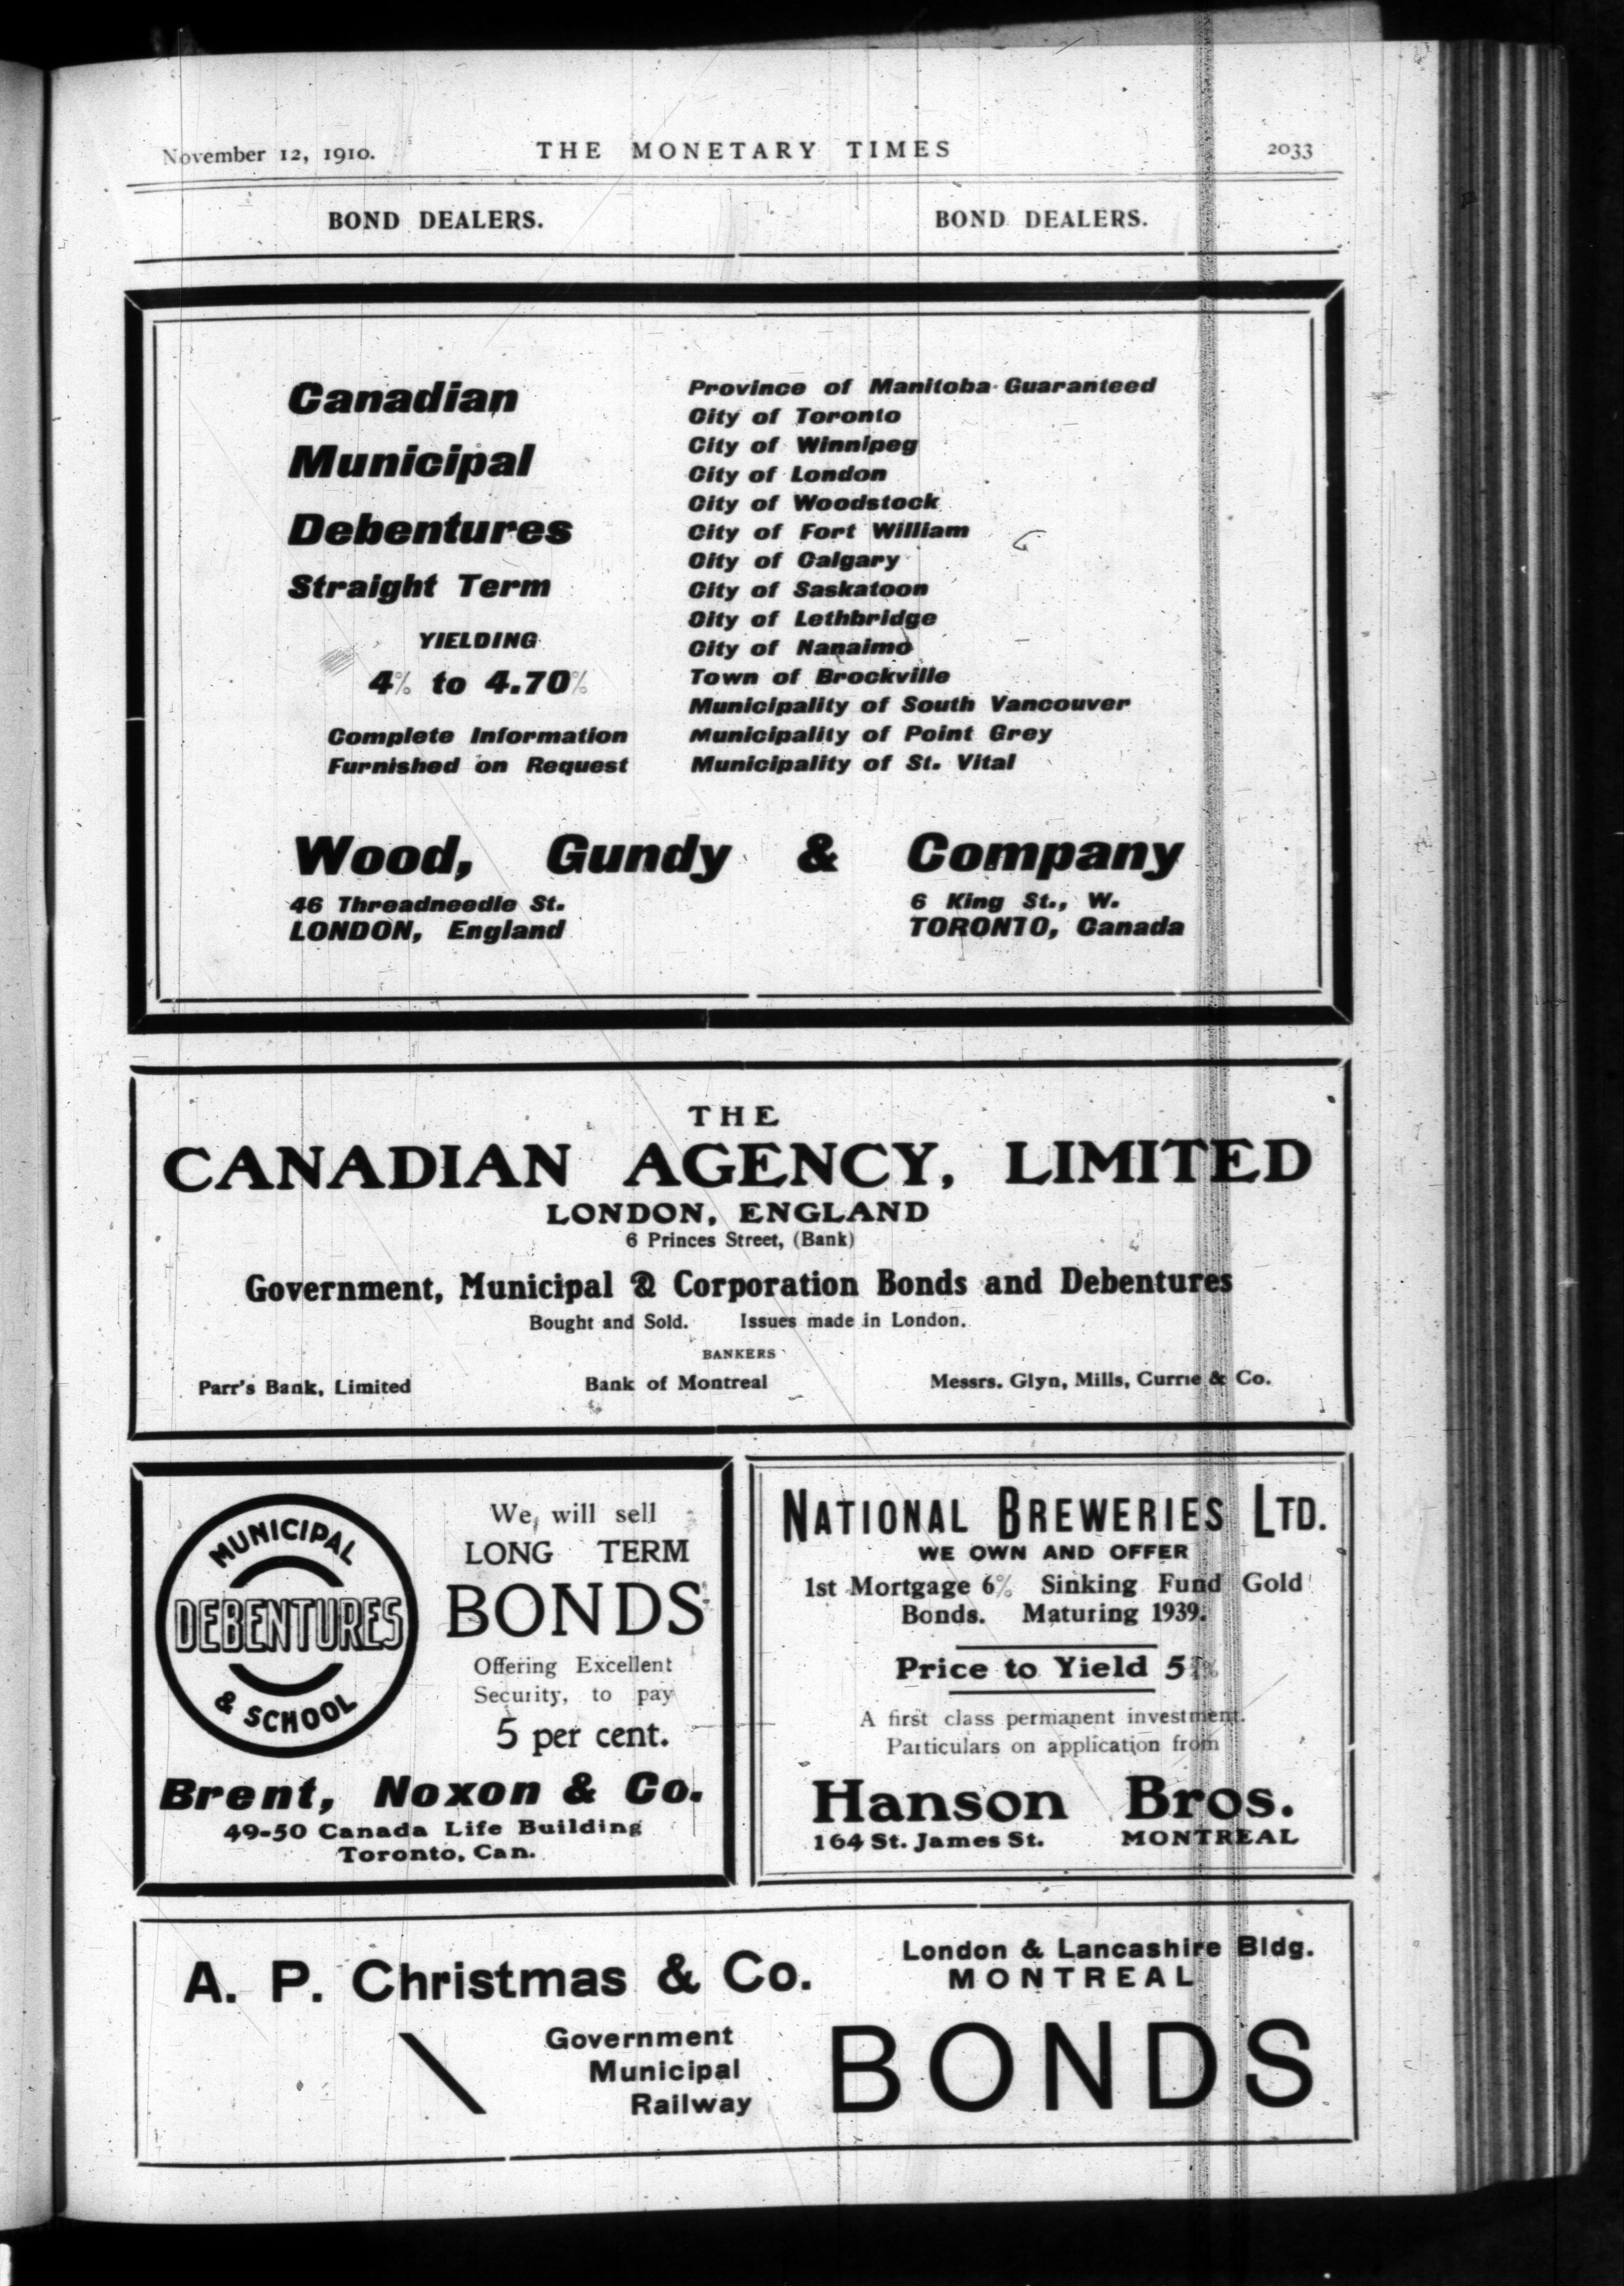 November 12, 1910.
THE MONETARY TIMES
2033
BOND DEALERS.
BOND DEALERS.
Canadian
Municipal
Debentures
Straight Term
YIELDING
4% to 4.70%
Complete Information
Furnished on Request
Province of Manitoba Guaranteed
City of Toronto
City of Winnipeg
City of London
City of Woodstock
City of Fort William
City of Calgary
City of Saskatoon
City of Lethbridge
City of Nanaimo
Town of Brockville
Municipality of South Vancouver
Municipality of Point Grey
Municipality of St. Vital
Wood, Gundy & Company
46 Threadneedle St.
LONDON, England
6 King St., W.
TORONTO, Canada
THE
CANADIAN AGENCY, LIMITED
LONDON, ENGLAND
6 Princes Street, (Bank)
Government, Municipal & Corporation Bonds and Debentures
Bought and Sold. Issues made in London.
BANKERS
Parr's Bank, Limited
Bank of Montreal
Messrs. Glyn, Mills, Currie & Co.
MUNICIPAL
DEBENTURES
& SCHOOL
We will sell
LONG TERM
BONDS
Offering Excellent
Security, to pay
5 per cent.
Brent, Noxon & Co.
49-50 Canada Life Building
Toronto, Can.
NATIONAL BREWERIES LTD.
WE OWN AND OFFER
1st Mortgage 6% Sinking Fund Gold
Bonds. Maturing 1939.
Price to Yield
A first class permanent investment.
Particulars on application from
Hanson Bros.
164 St. James St.
MONTREAL
A. P. Christmas & Co.
London & Lancashire Bldg.
MONTREAL
Government
Municipal
Railway
BONDS